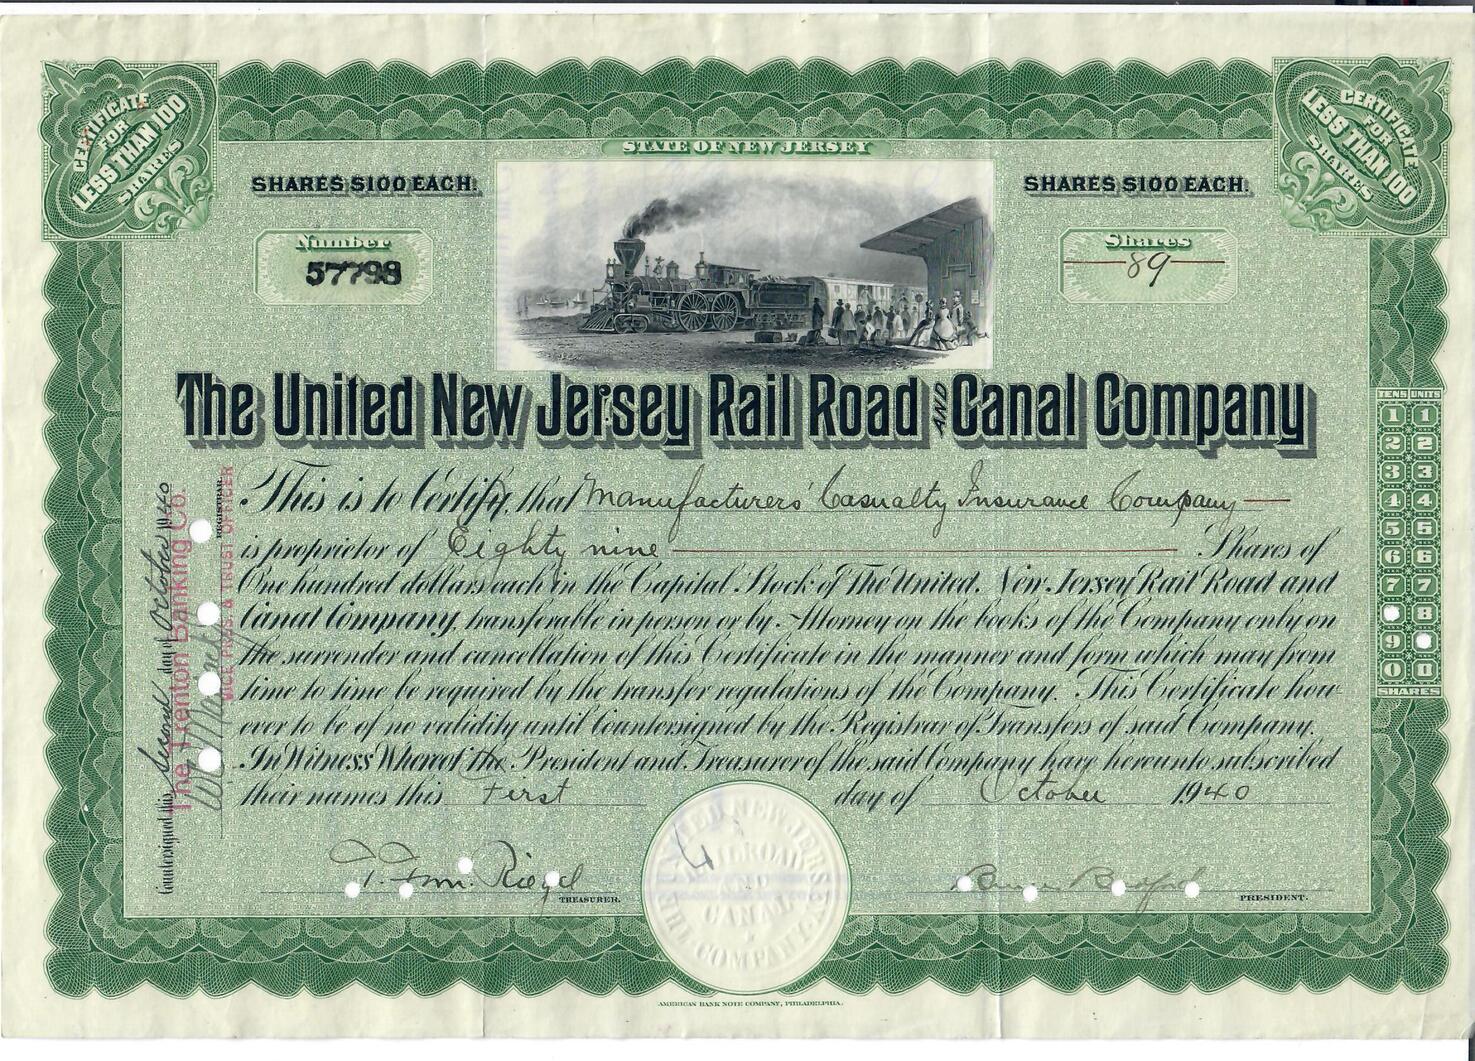 CERTIFICATE
FOR
LESS THAN 100
SHARES
STATE OF NEW JERSEY
CERTIFICATE
FOR
LESS THAN 100
SHARES
SHARES $100 EACH.
SHARES $100 EACH.
Number
57798
Shares
89
The United New Jersey Rail Road AND Canal Company
This is to Certify, that Manufacturers' Casualty Insurance Company
is proprietor of Eighty nine Shares of
One hundred dollars each in the Capital Stock of The United New Jersey Rail Road and
Canal Company, transferable in person or by Attorney on the books of the Company only on
the surrender and cancellation of this Certificate in the manner and form which may from
time to time be required by the transfer regulations of the Company. This Certificate how-
ever to be of no validity until Countersigned by the Registrar of Transfers of said Company.
In Witness Whereof the President and Treasurer of the said Company have hereunto subscribed
their names this First day of October 1940
TREASURER.
PRESIDENT.
Countersigned this Second day of October 1940
The Trenton Banking Co.
REGISTRAR
VICE PRES. & TRUST OFFICER
TENS UNITS
1 1
2 2
3 3
4 4
5 5
6 6
7 7
8
9
0 0
SHARES
THE UNITED NEW JERSEY
RAILROAD
AND
CANAL
COMPANY
AMERICAN BANK NOTE COMPANY, PHILADELPHIA.